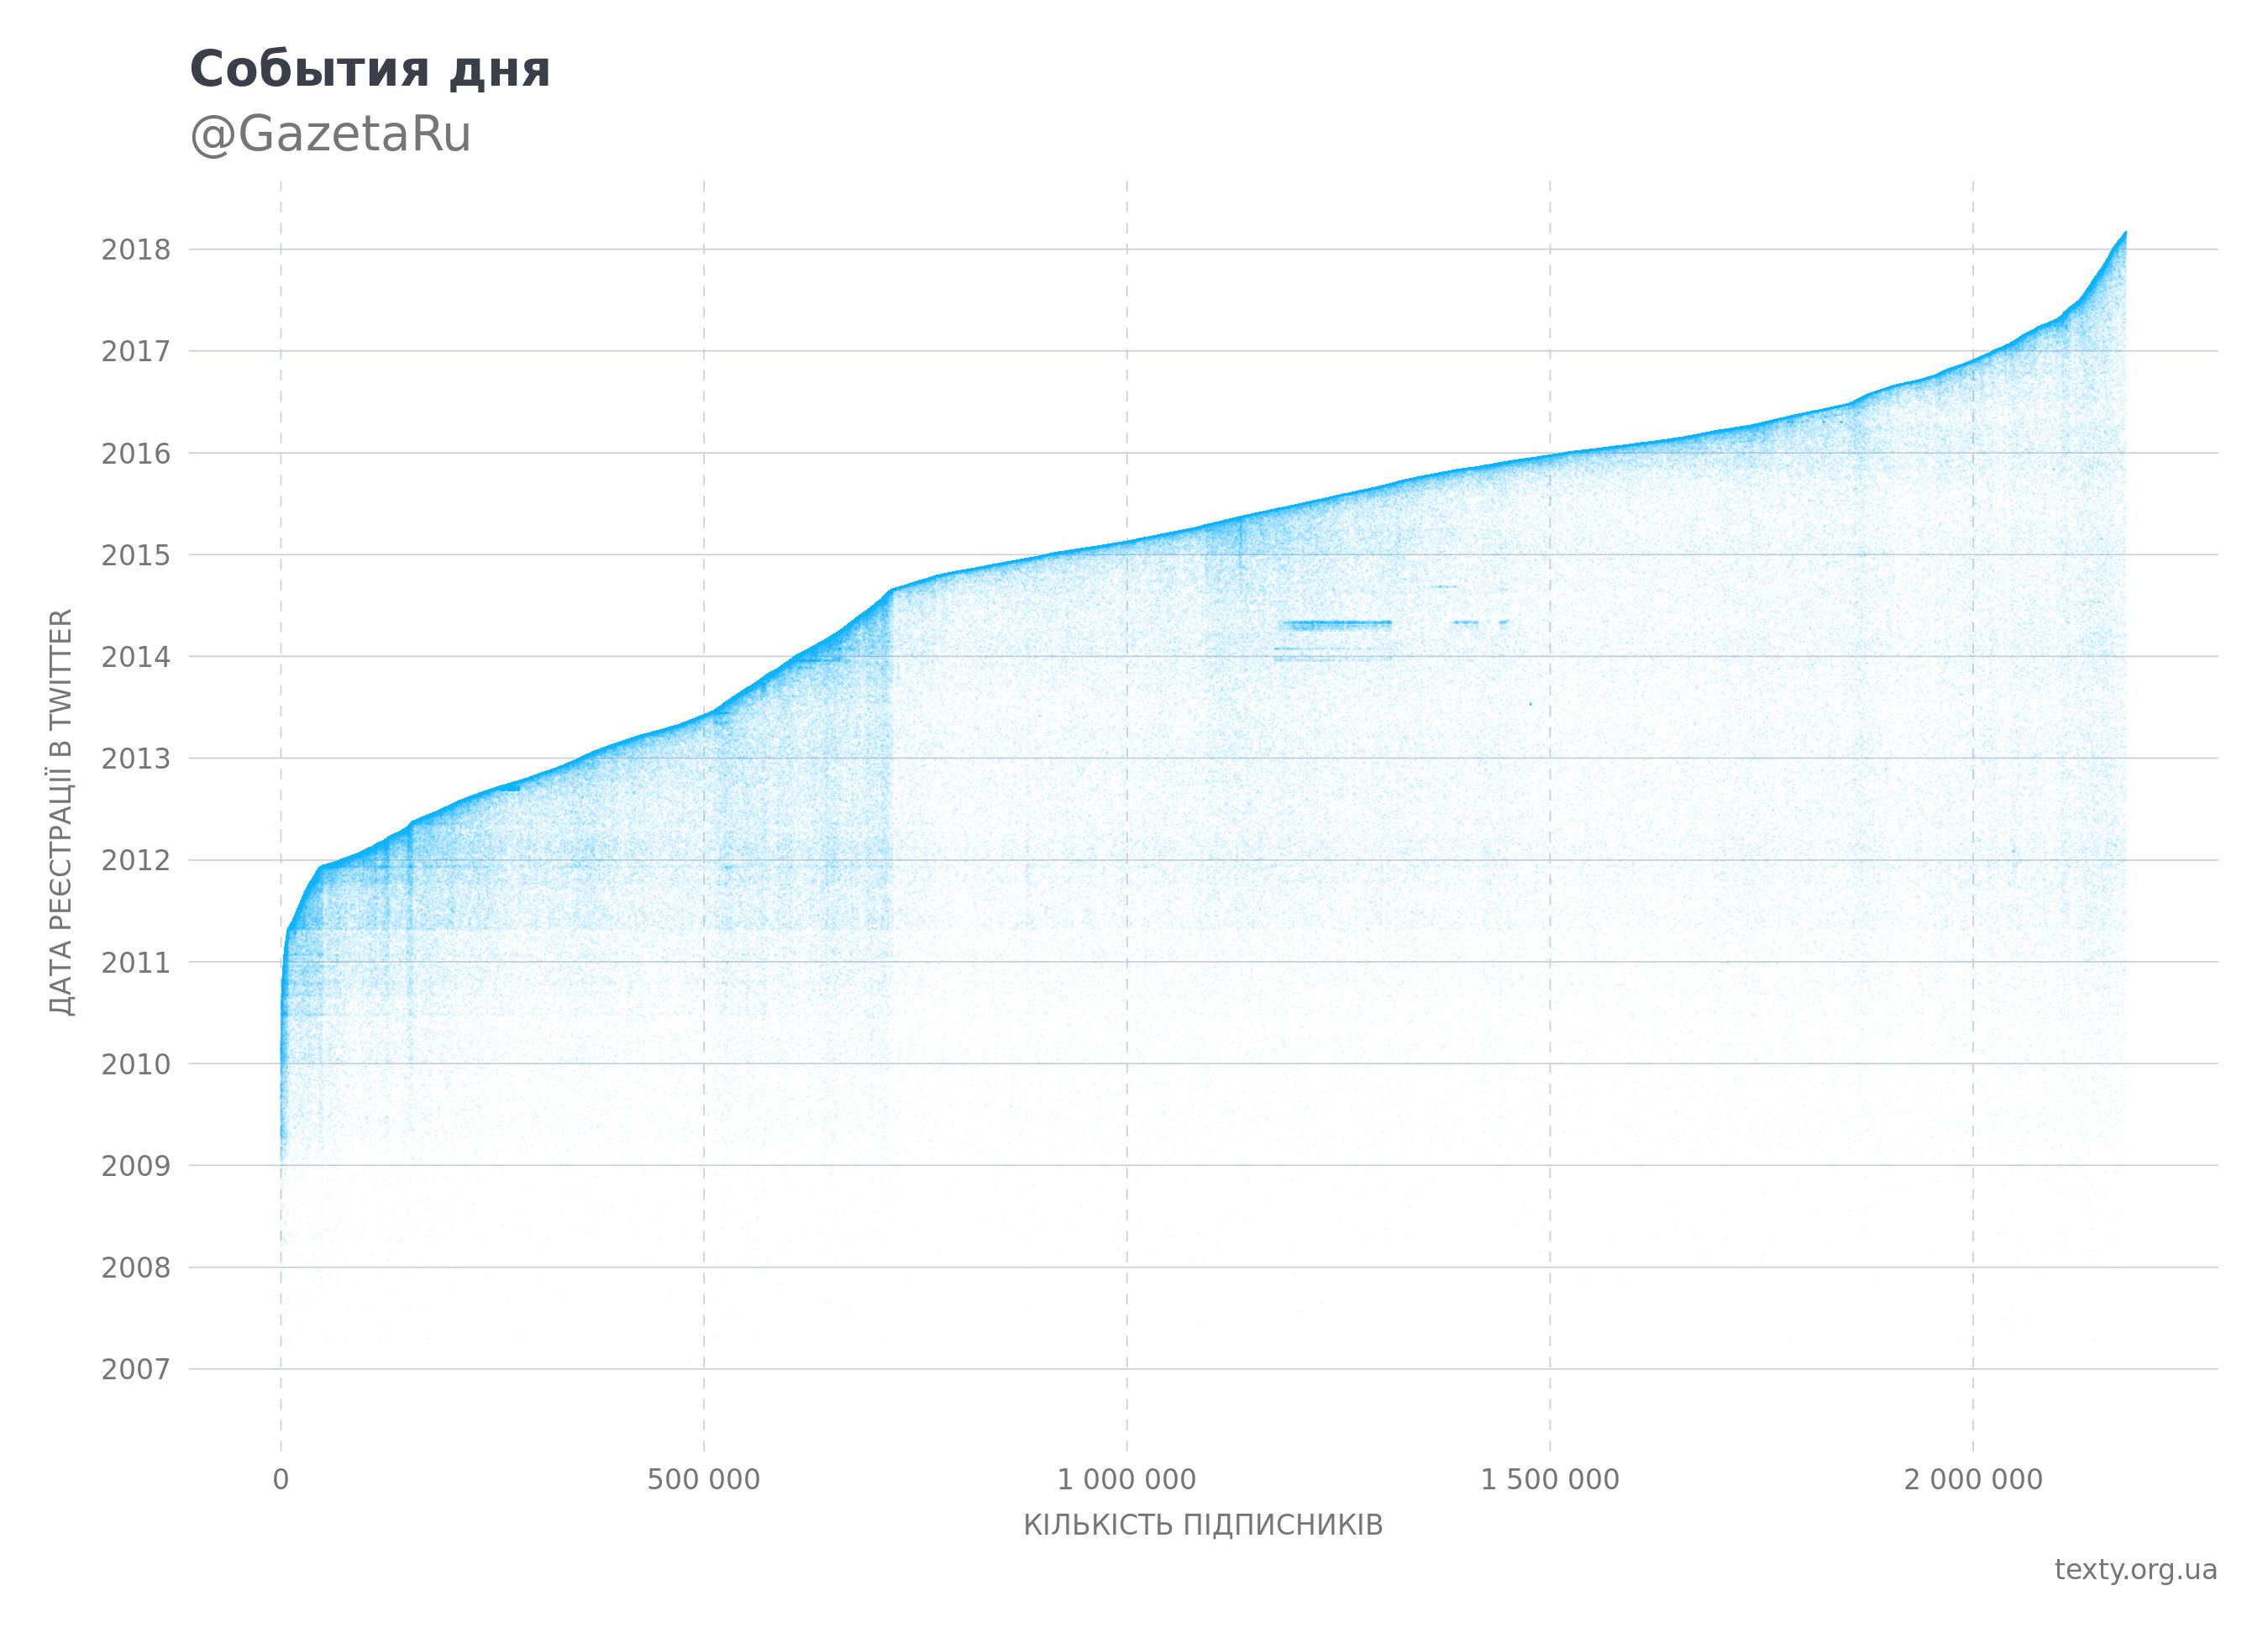 События дня
@GazetaRu
2018
2017
2016
2015
2014
2013
2012
2011
2010
2009
2008
2007
ДАТА РЕЄСТРАЦІЇ В TWITTER
0
500 000
1 000 000
1 500 000
2 000 000
КІЛЬКІСТЬ ПІДПИСНИКІВ
texty.org.ua